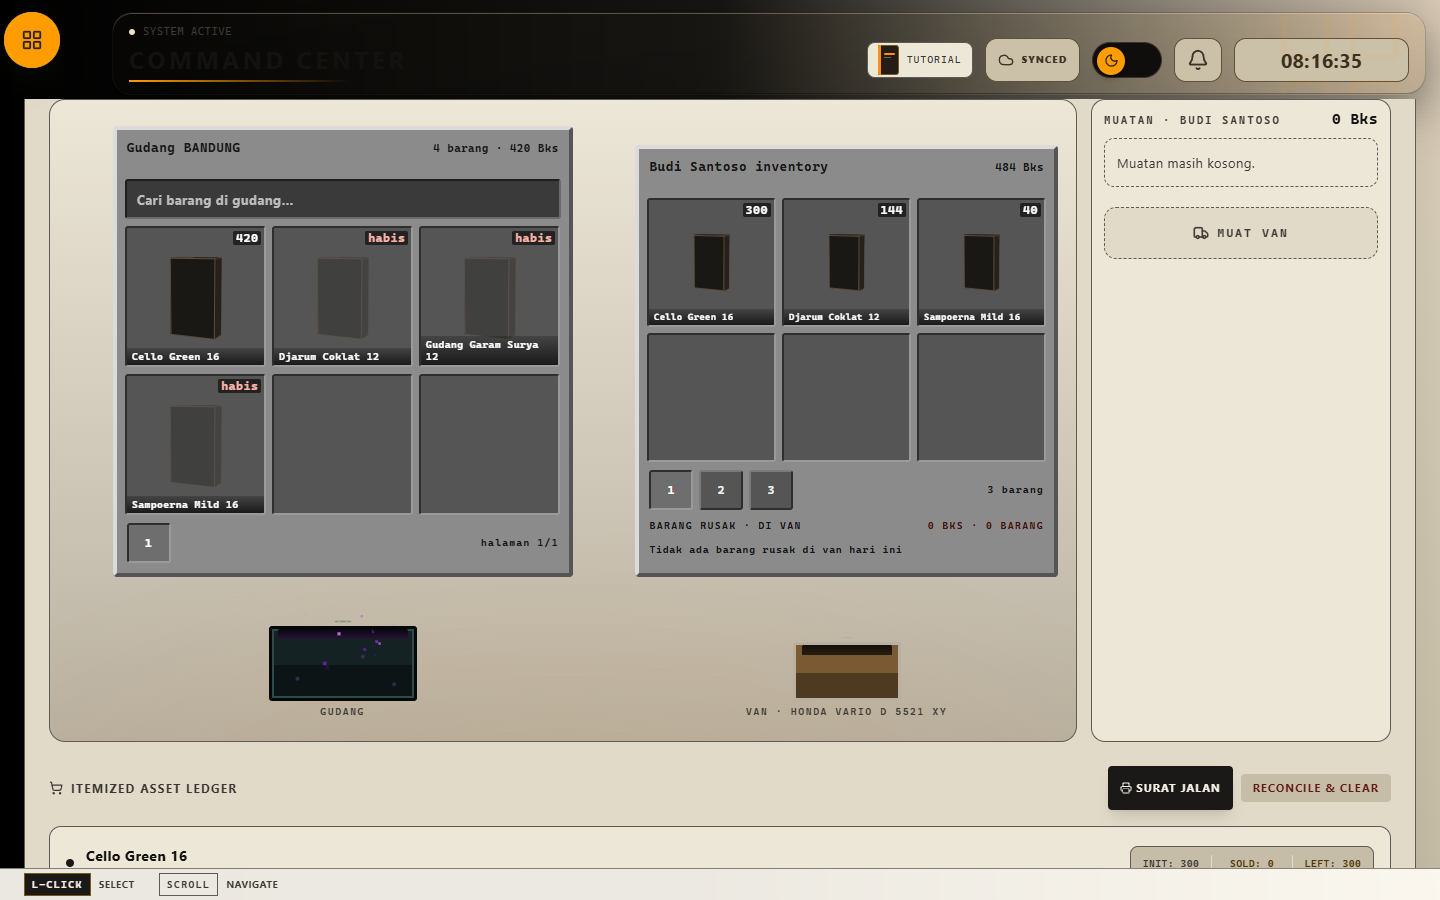 SYSTEM ACTIVE
COMMAND CENTER
TUTORIAL
SYNCED
08:16:35
Gudang BANDUNG
4 barang · 420 Bks
Cari barang di gudang...
420
habis
habis
Cello Green 16
Djarum Coklat 12
Gudang Garam Surya 12
habis
Sampoerna Mild 16
1
halaman 1/1
Budi Santoso inventory
484 Bks
300
144
40
Cello Green 16
Djarum Coklat 12
Sampoerna Mild 16
1
2
3
3 barang
BARANG RUSAK · DI VAN
0 BKS · 0 BARANG
Tidak ada barang rusak di van hari ini
GUDANG
VAN · HONDA VARIO D 5521 XY
MUATAN · BUDI SANTOSO
0 Bks
Muatan masih kosong.
MUAT VAN
ITEMIZED ASSET LEDGER
SURAT JALAN
RECONCILE & CLEAR
Cello Green 16
INIT: 300
SOLD: 0
LEFT: 300
L-CLICK
SELECT
SCROLL
NAVIGATE